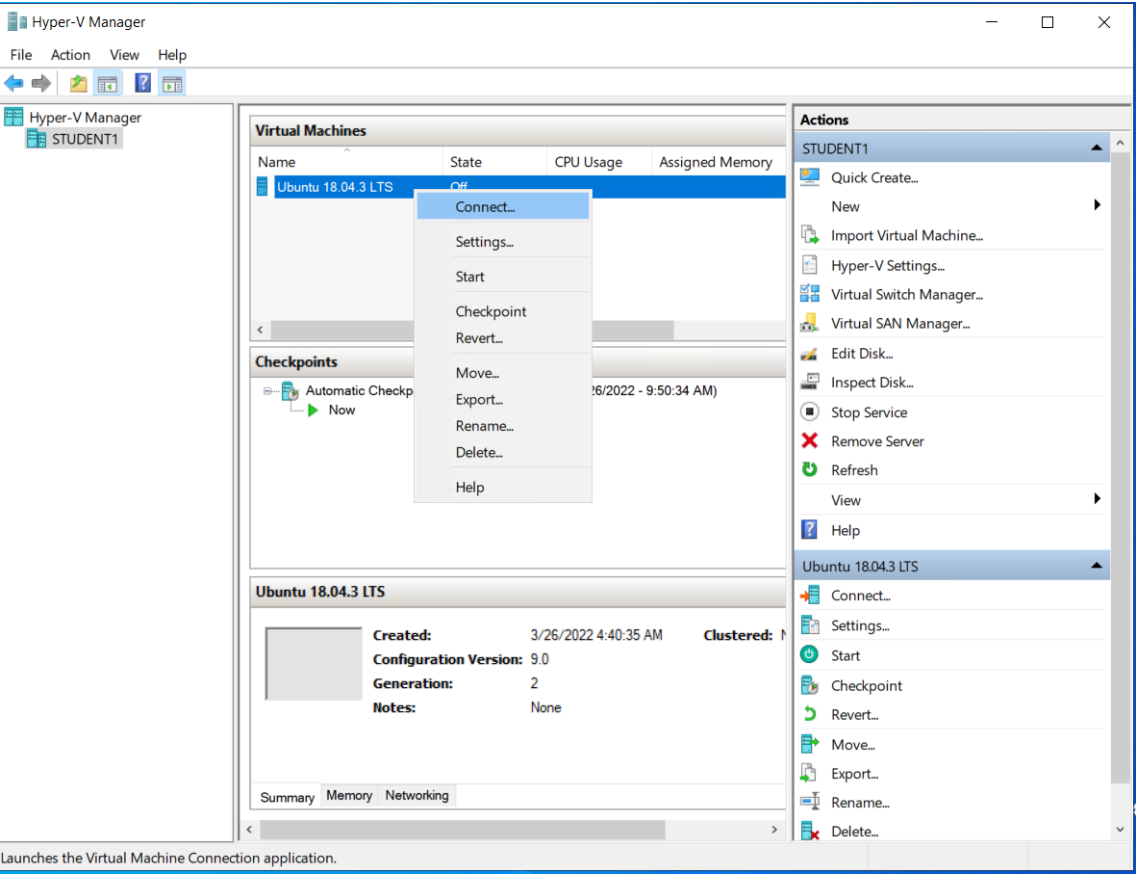 Hyper-V Manager
File Action View Help
Hyper-V Manager
STUDENT1
Virtual Machines
Name State CPU Usage Assigned Memory
Ubuntu 18.04.3 LTS Off
Connect...
Settings...
Start
Checkpoint
Revert...
Move...
Export...
Rename...
Delete...
Help
Checkpoints
Automatic Checkp 26/2022 - 9:50:34 AM)
Now
Ubuntu 18.04.3 LTS
Created: 3/26/2022 4:40:35 AM Clustered:
Configuration Version: 9.0
Generation: 2
Notes: None
Summary Memory Networking
Actions
STUDENT1
Quick Create...
New
Import Virtual Machine...
Hyper-V Settings...
Virtual Switch Manager...
Virtual SAN Manager...
Edit Disk...
Inspect Disk...
Stop Service
Remove Server
Refresh
View
Help
Ubuntu 18.04.3 LTS
Connect...
Settings...
Start
Checkpoint
Revert...
Move...
Export...
Rename...
Delete...
Launches the Virtual Machine Connection application.